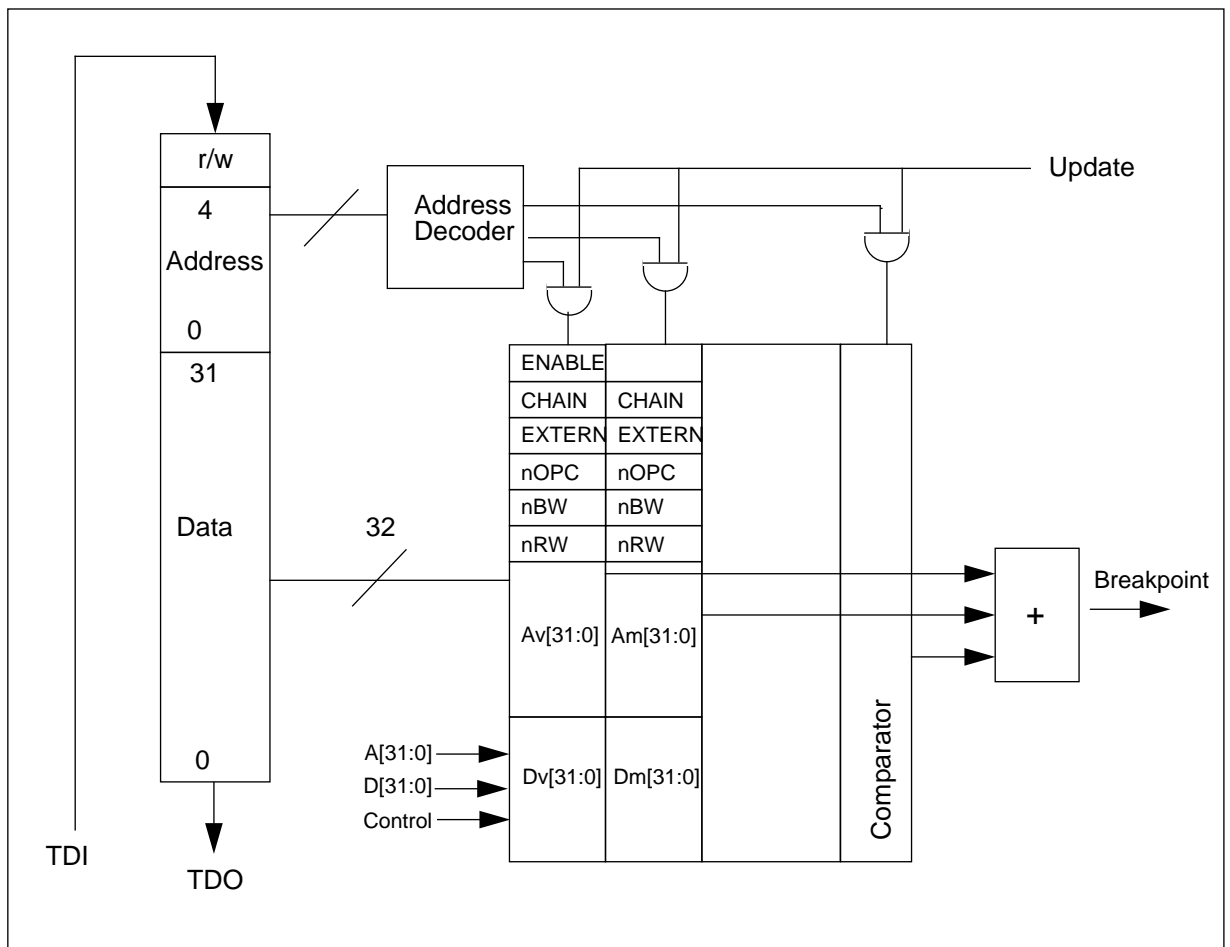 r/w
4
Address
0
31
Data
0
TDI
TDO
Address
Decoder
Update
32
ENABLE
CHAIN CHAIN
EXTERN EXTERN
nOPC nOPC
nBW nBW
nRW nRW
Av[31:0] Am[31:0]
Dv[31:0] Dm[31:0]
A[31:0]
D[31:0]
Control
Comparator
+
Breakpoint